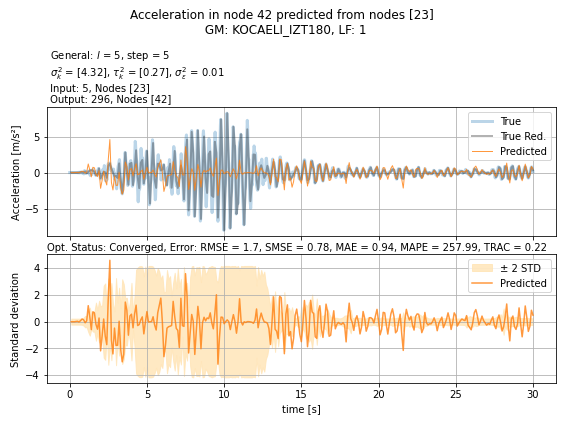 Acceleration in node 42 predicted from nodes [23]
GM: KOCAELI_IZT180, LF: 1
General: l = 5, step = 5
σ²ₖ = [4.32], τ²ₖ = [0.27], σ²ε = 0.01
Input: 5, Nodes [23]
Output: 296, Nodes [42]
Acceleration [m/s²]
5
0
−5
True
True Red.
Predicted
Opt. Status: Converged, Error: RMSE = 1.7, SMSE = 0.78, MAE = 0.94, MAPE = 257.99, TRAC = 0.22
Standard deviation
4
2
0
−2
−4
± 2 STD
Predicted
0 5 10 15 20 25 30
time [s]